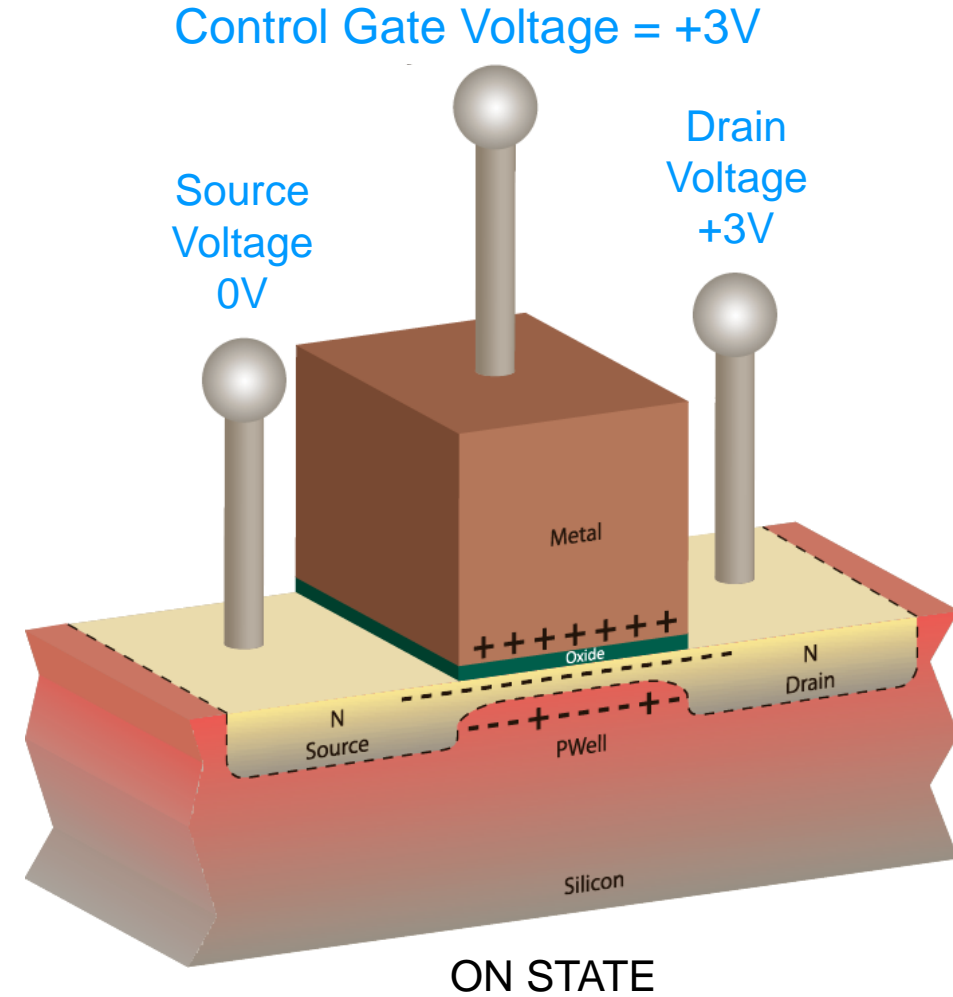 Control Gate Voltage = +3V
Drain
Voltage
+3V
Source
Voltage
0V
Metal
+ + + + + + +
Oxide
N
Drain
N
Source
+ +
PWell
Silicon
ON STATE